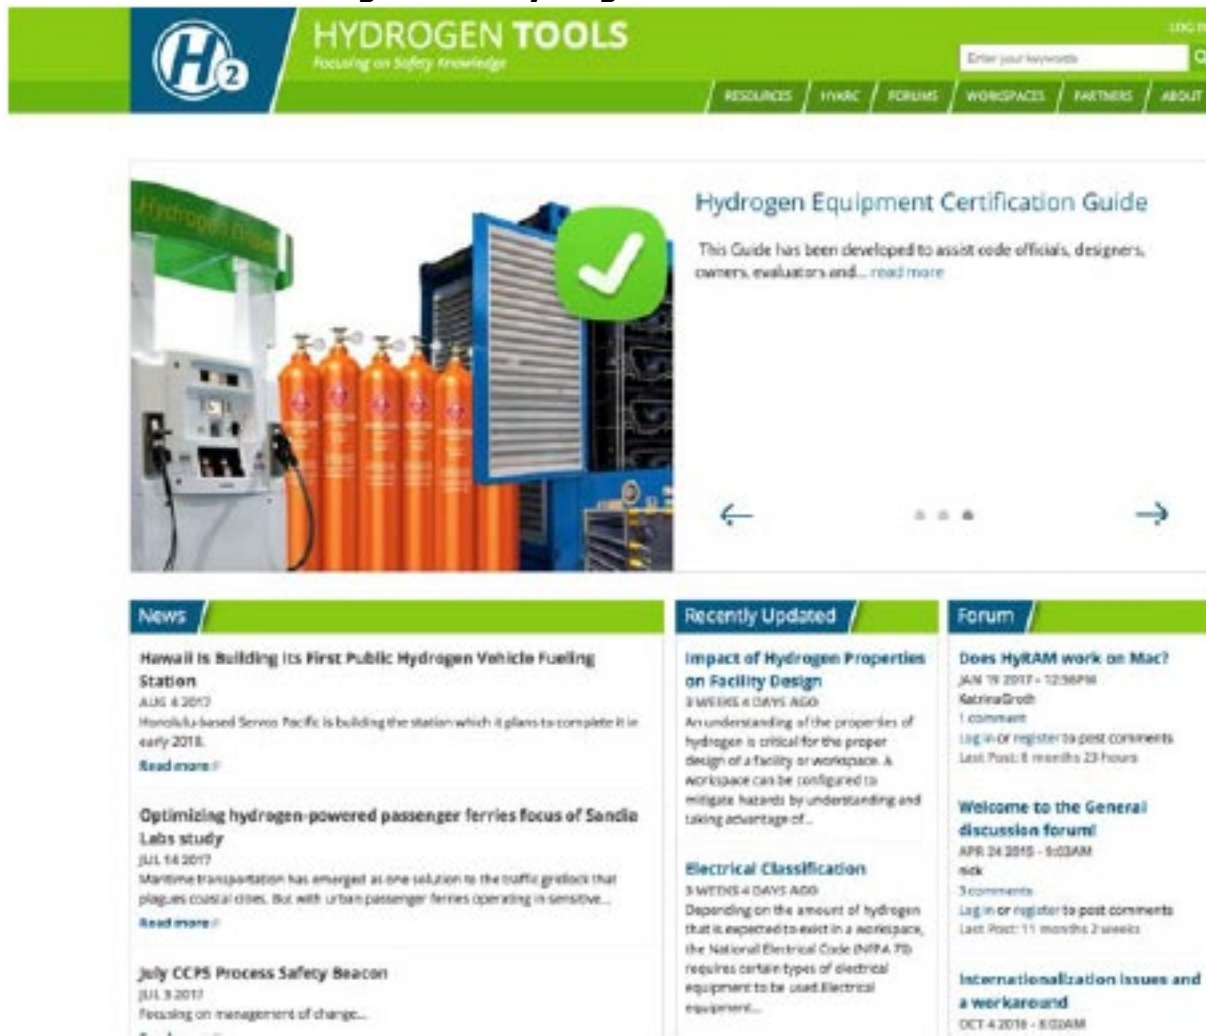 H2
HYDROGEN TOOLS
Focusing on Safety Knowledge
LOG IN
Enter your keywords
RESOURCES / HYARC / FORUMS / WORKSPACES / PARTNERS / ABOUT
Hydrogen
Hydrogen Equipment Certification Guide
This Guide has been developed to assist code officials, designers,
owners, evaluators and... read more
News
Hawaii Is Building Its First Public Hydrogen Vehicle Fueling
Station
AUG 4 2017
Honolulu-based Servco Pacific is building the station which it plans to complete it in
early 2018.
Read more
Optimizing hydrogen-powered passenger ferries focus of Sandia
Labs study
JUL 14 2017
Maritime transportation has emerged as one solution to the traffic gridlock that
plagues coastal cities. But with urban passenger ferries operating in sensitive...
Read more
July CCPS Process Safety Beacon
JUL 3 2017
Focusing on management of change...
Recently Updated
Impact of Hydrogen Properties
on Facility Design
3 WEEKS 4 DAYS AGO
An understanding of the properties of
hydrogen is critical for the proper
design of a facility or workspace. A
workspace can be configured to
mitigate hazards by understanding and
taking advantage of...
Electrical Classification
3 WEEKS 4 DAYS AGO
Depending on the amount of hydrogen
that is expected to exist in a workspace,
the National Electrical Code (NFPA 70)
requires certain types of electrical
equipment to be used.Electrical
equipment...
Forum
Does HyRAM work on Mac?
JAN 19 2017 - 12:56PM
KatrinaGroth
1 comment
Log in or register to post comments
Last Post: 6 months 23 hours
Welcome to the General
discussion forum!
APR 24 2015 - 9:03AM
nick
3 comments
Log in or register to post comments
Last Post: 11 months 2 weeks
Internationalization issues and
a workaround
OCT 4 2016 - 8:02AM